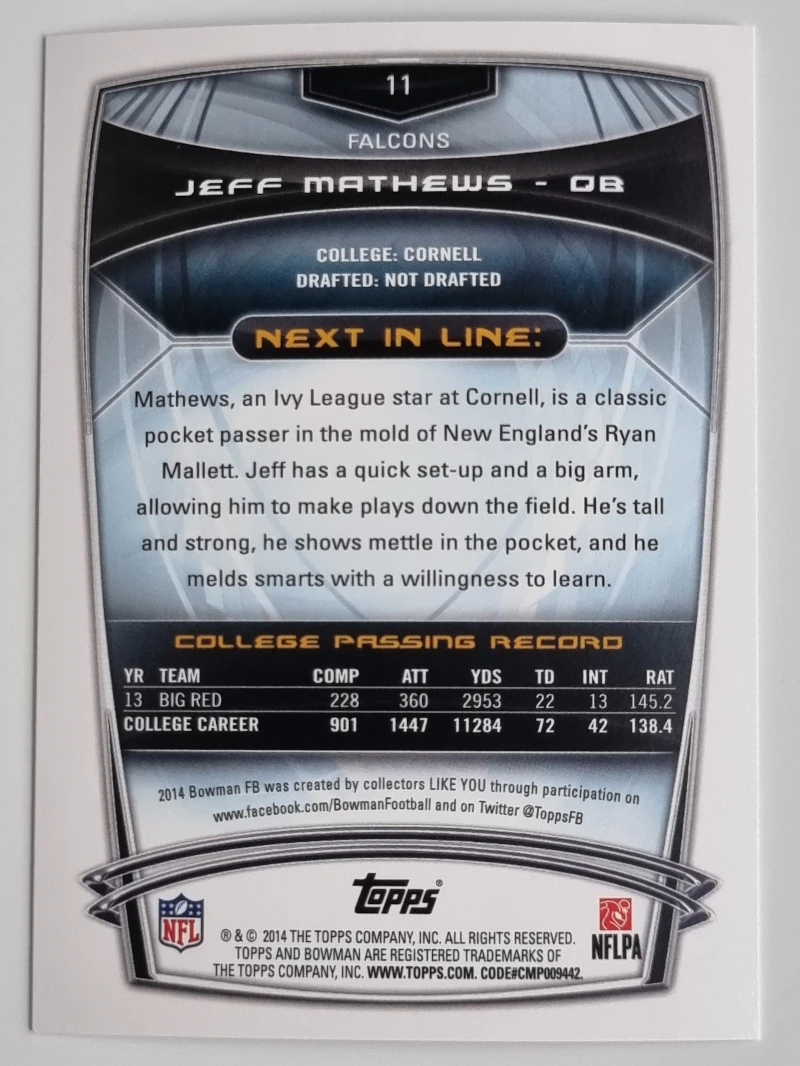 11
FALCONS
JEFF MATHEWS - QB
COLLEGE: CORNELL
DRAFTED: NOT DRAFTED
NEXT IN LINE:
Mathews, an Ivy League star at Cornell, is a classic
pocket passer in the mold of New England's Ryan
Mallett. Jeff has a quick set-up and a big arm,
allowing him to make plays down the field. He's tall
and strong, he shows mettle in the pocket, and he
melds smarts with a willingness to learn.
COLLEGE PASSING RECORD
YR TEAM COMP ATT YDS TD INT RAT
13 BIG RED 228 360 2953 22 13 145.2
COLLEGE CAREER 901 1447 11284 72 42 138.4
2014 Bowman FB was created by collectors LIKE YOU through participation on
www.facebook.com/BowmanFootball and on Twitter @ToppsFB
Topps®
NFL
NFLPA
® & © 2014 THE TOPPS COMPANY, INC. ALL RIGHTS RESERVED.
TOPPS AND BOWMAN ARE REGISTERED TRADEMARKS OF
THE TOPPS COMPANY, INC. WWW.TOPPS.COM. CODE#CMP009442.